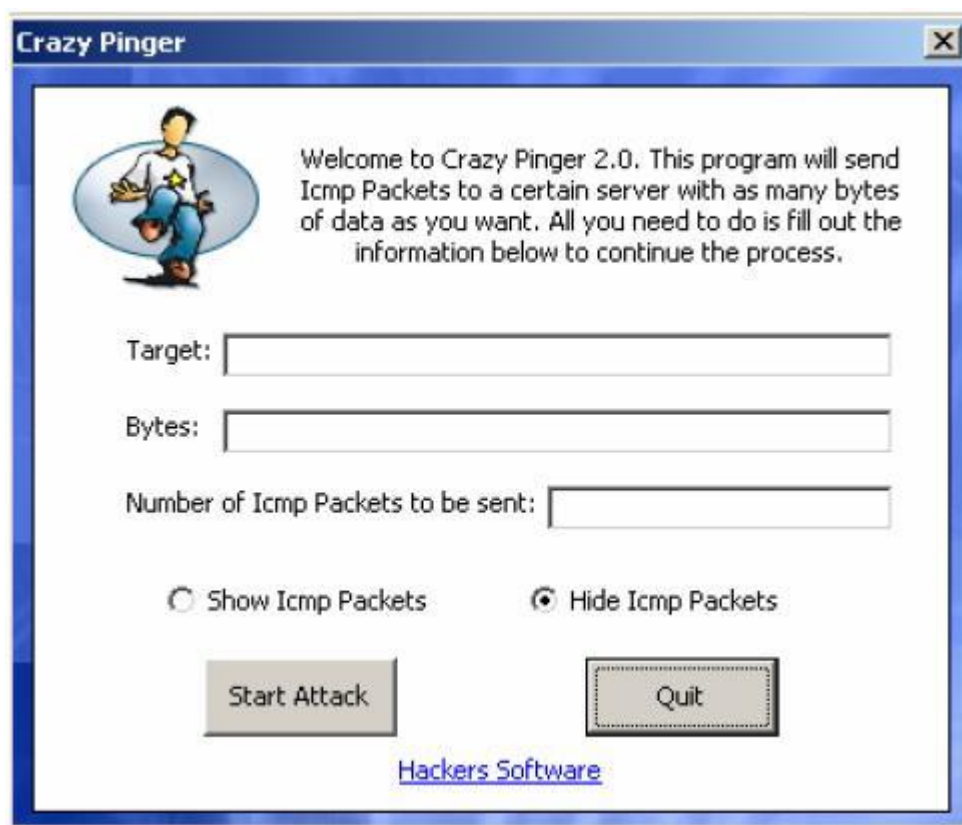 Crazy Pinger
Welcome to Crazy Pinger 2.0. This program will send
Icmp Packets to a certain server with as many bytes
of data as you want. All you need to do is fill out the
information below to continue the process.
Target:
Bytes:
Number of Icmp Packets to be sent:
Show Icmp Packets
Hide Icmp Packets
Start Attack
Quit
Hackers Software